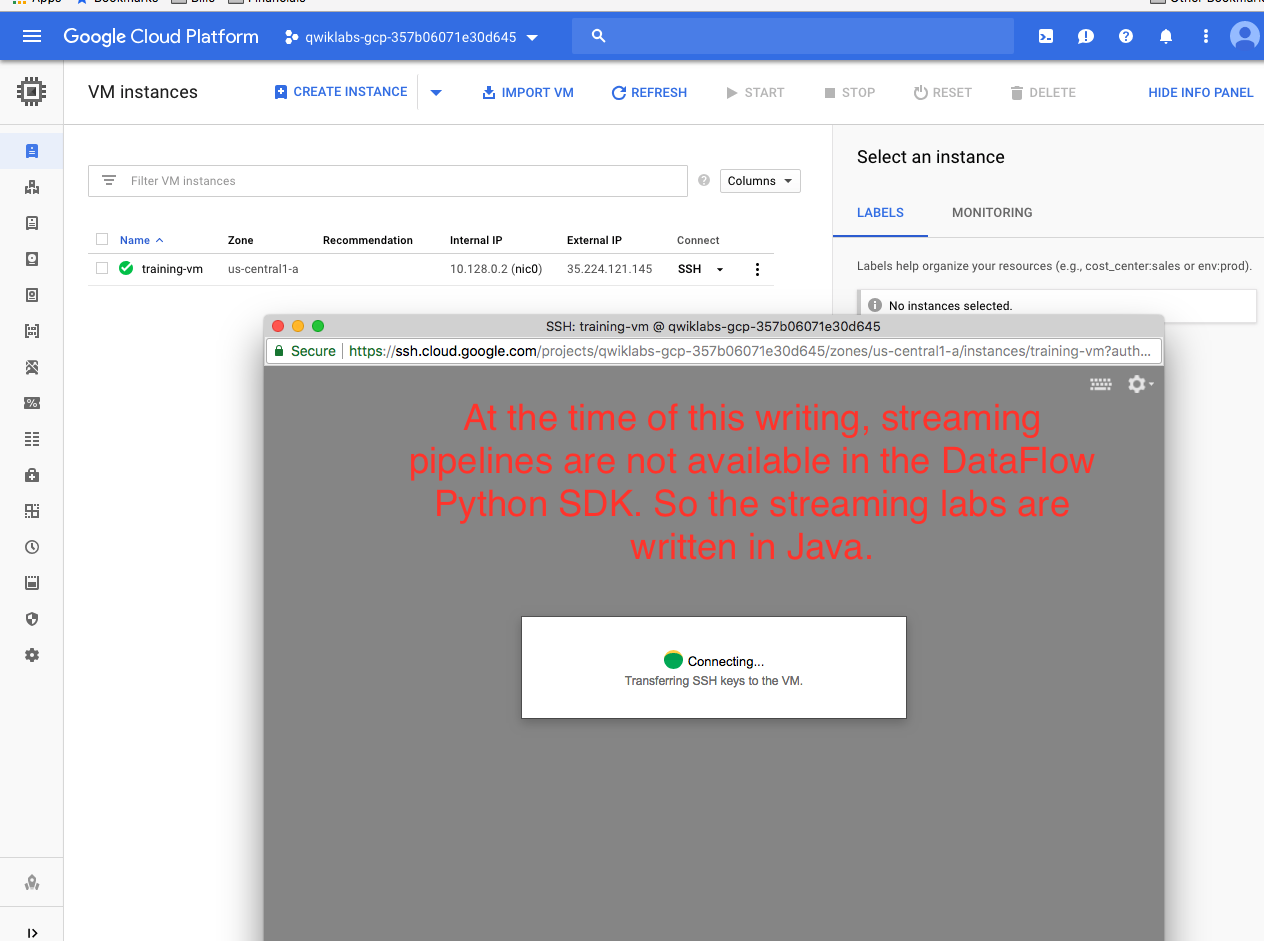 Apps Bookmarks Bills Financials Other Bookmarks
Google Cloud Platform qwiklabs-gcp-357b06071e30d645
VM instances CREATE INSTANCE IMPORT VM REFRESH START STOP RESET DELETE HIDE INFO PANEL
Select an instance
Filter VM instances Columns
LABELS MONITORING
Name Zone Recommendation Internal IP External IP Connect
training-vm us-central1-a 10.128.0.2 (nic0) 35.224.121.145 SSH
Labels help organize your resources (e.g., cost_center:sales or env:prod).
No instances selected.
SSH: training-vm @ qwiklabs-gcp-357b06071e30d645
Secure https://ssh.cloud.google.com/projects/qwiklabs-gcp-357b06071e30d645/zones/us-central1-a/instances/training-vm?auth...
At the time of this writing, streaming
pipelines are not available in the DataFlow
Python SDK. So the streaming labs are
written in Java.
Connecting...
Transferring SSH keys to the VM.